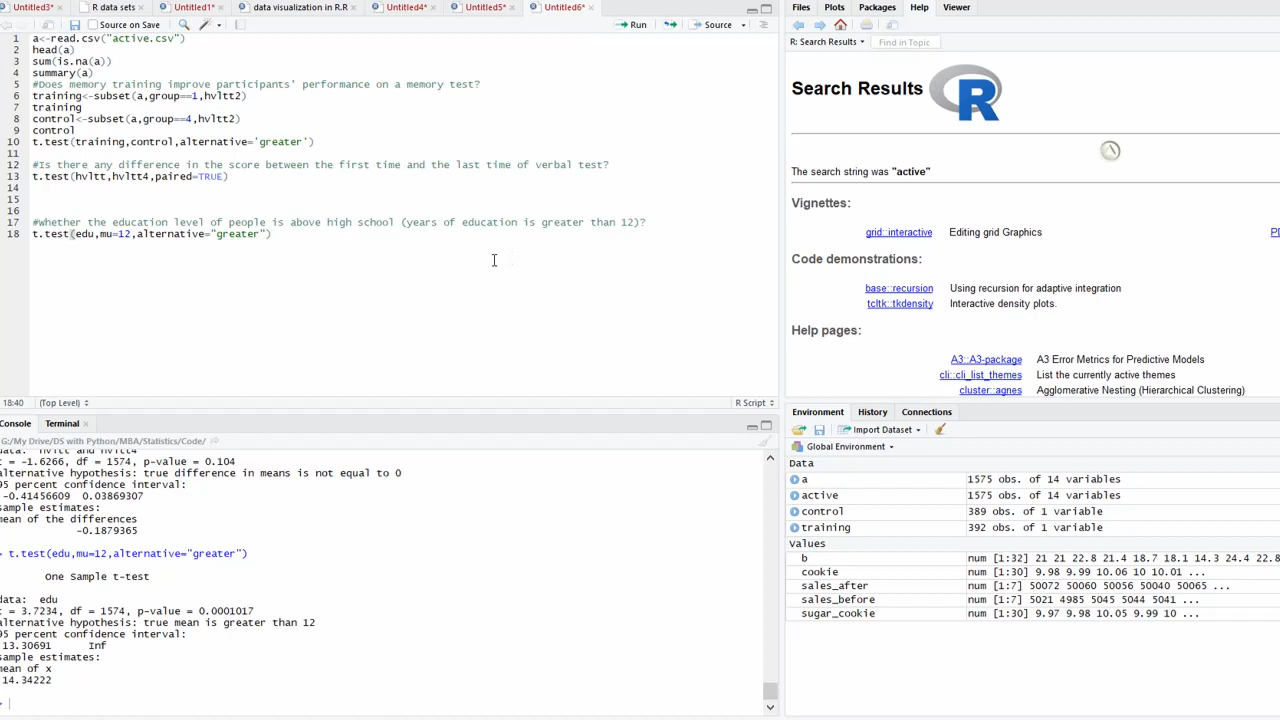 Untitled3* × R data sets × Untitled1* × data visualization in R.R × Untitled4* × Untitled5* × Untitled6* ×
Source on Save Run Source
1 a<-read.csv("active.csv")
2 head(a)
3 sum(is.na(a))
4 summary(a)
5 #Does memory training improve participants' performance on a memory test?
6 training<-subset(a,group==1,hvltt2)
7 training
8 control<-subset(a,group==4,hvltt2)
9 control
10 t.test(training,control,alternative='greater')
11
12 #Is there any difference in the score between the first time and the last time of verbal test?
13 t.test(hvltt,hvltt4,paired=TRUE)
14
15
16
17 #whether the education level of people is above high school (years of education is greater than 12)?
18 t.test(edu,mu=12,alternative="greater")
18:40 (Top Level) R Script
Console Terminal ×
G:/My Drive/DS with Python/MBA/Statistics/Code/
data: hvltt and hvltt4
= -1.6266, df = 1574, p-value = 0.104
alternative hypothesis: true difference in means is not equal to 0
95 percent confidence interval:
-0.41456609 0.03869307
sample estimates:
mean of the differences
-0.1879365
> t.test(edu,mu=12,alternative="greater")
One Sample t-test
data: edu
= 3.7234, df = 1574, p-value = 0.0001017
alternative hypothesis: true mean is greater than 12
95 percent confidence interval:
13.30691 Inf
sample estimates:
mean of x
14.34222
>
Files Plots Packages Help Viewer
R: Search Results Find in Topic
Search Results R
The search string was "active"
Vignettes:
grid::interactive Editing grid Graphics PD
Code demonstrations:
base::recursion Using recursion for adaptive integration
tcltk::tkdensity Interactive density plots.
Help pages:
A3::A3-package A3 Error Metrics for Predictive Models
cli::cli_list_themes List the currently active themes
cluster::agnes Agglomerative Nesting (Hierarchical Clustering)
Environment History Connections
Import Dataset
Global Environment
Data
a 1575 obs. of 14 variables
active 1575 obs. of 14 variables
control 389 obs. of 1 variable
training 392 obs. of 1 variable
Values
b num [1:32] 21 21 22.8 21.4 18.7 18.1 14.3 24.4 22.8
cookie num [1:30] 9.98 9.99 10.06 10 10.01 ...
sales_after num [1:7] 50072 50060 50056 50040 50065 ...
sales_before num [1:7] 5021 4985 5045 5044 5041 ...
sugar_cookie num [1:30] 9.97 9.98 10.05 9.99 10 ...